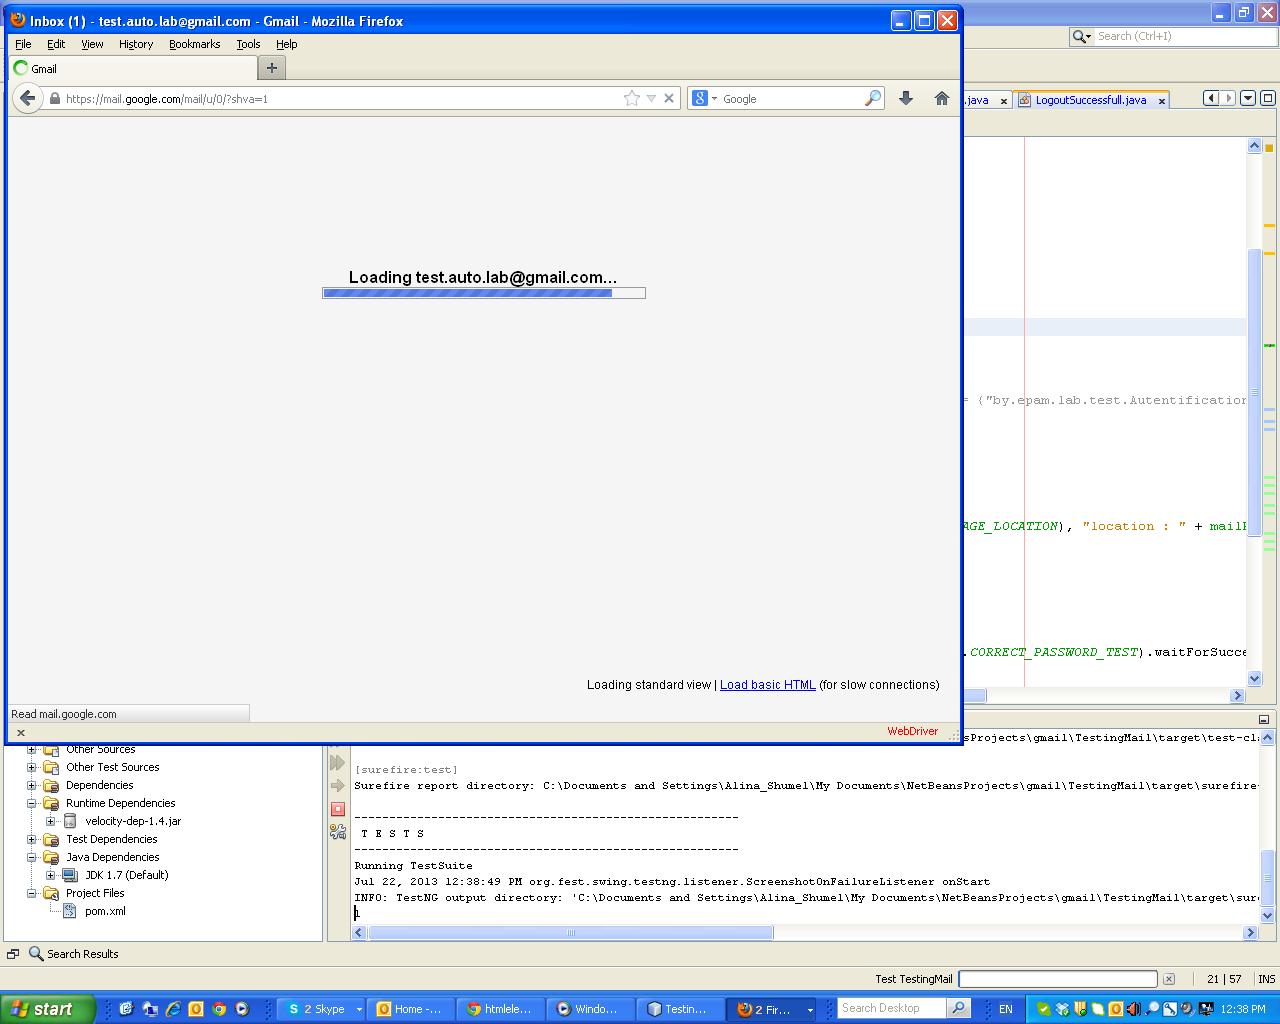 Inbox (1) - test.auto.lab@gmail.com - Gmail - Mozilla Firefox
File Edit View History Bookmarks Tools Help
Search (Ctrl+I)
Gmail
https://mail.google.com/mail/u/0/?shva=1
Google
.java
LogoutSuccessfull.java
Loading test.auto.lab@gmail.com...
= ("by.epam.lab.test.Autentification
AGE_LOCATION), "location : " + mail
.CORRECT_PASSWORD_TEST).waitForSucce
Loading standard view | Load basic HTML (for slow connections)
Read mail.google.com
WebDriver
sProjects\gmail\TestingMail\target\test-cla
Other Sources
Other Test Sources
Dependencies
Runtime Dependencies
velocity-dep-1.4.jar
Test Dependencies
Java Dependencies
JDK 1.7 (Default)
Project Files
pom.xml
[surefire:test]
Surefire report directory: C:\Documents and Settings\Alina_Shumel\My Documents\NetBeansProjects\gmail\TestingMail\target\surefire-
-------------------------------------------------------
T E S T S
-------------------------------------------------------
Running TestSuite
Jul 22, 2013 12:38:49 PM org.fest.swing.testng.listener.ScreenshotOnFailureListener onStart
INFO: TestNG output directory: 'C:\Documents and Settings\Alina_Shumel\My Documents\NetBeansProjects\gmail\TestingMail\target\sure
1
Search Results
Test TestingMail
21 | 57 INS
start
2 Skype
Home -...
htmlele...
Windo...
Testin...
2 Fir...
Search Desktop
EN
12:38 PM